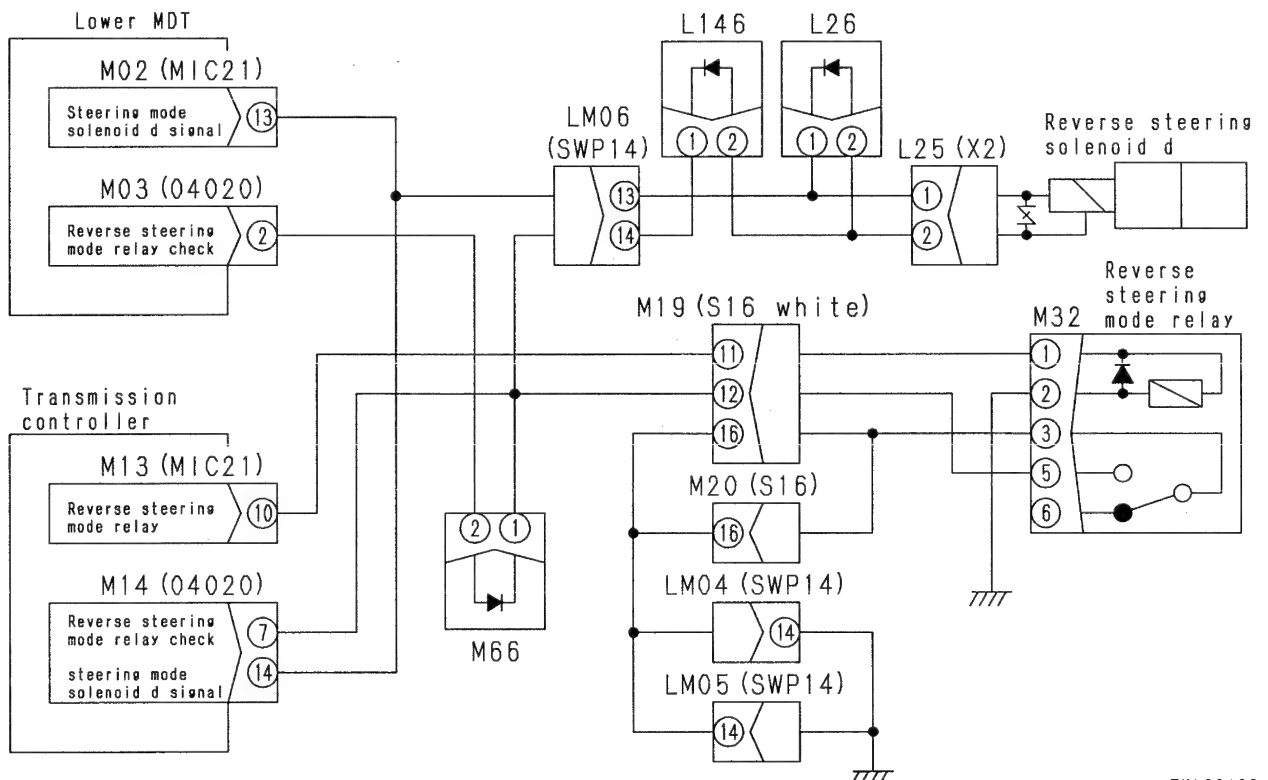 Lower MDT
M02 (MIC21)
Steering mode
solenoid d signal
13
M03 (04020)
Reverse steering
mode relay check
2
Transmission
controller
M13 (MIC21)
Reverse steering
mode relay
10
M14 (04020)
Reverse steering
mode relay check
7
steering mode
solenoid d signal
14
LM06
(SWP14)
13
14
L146
1 2
L26
1 2
L25 (X2)
1
2
Reverse steering
solenoid d
M19 (S16 white)
11
12
16
M20 (S16)
16
LM04 (SWP14)
14
LM05 (SWP14)
14
2 1
M66
Reverse
steering
mode relay
M32
1
2
3
5
6